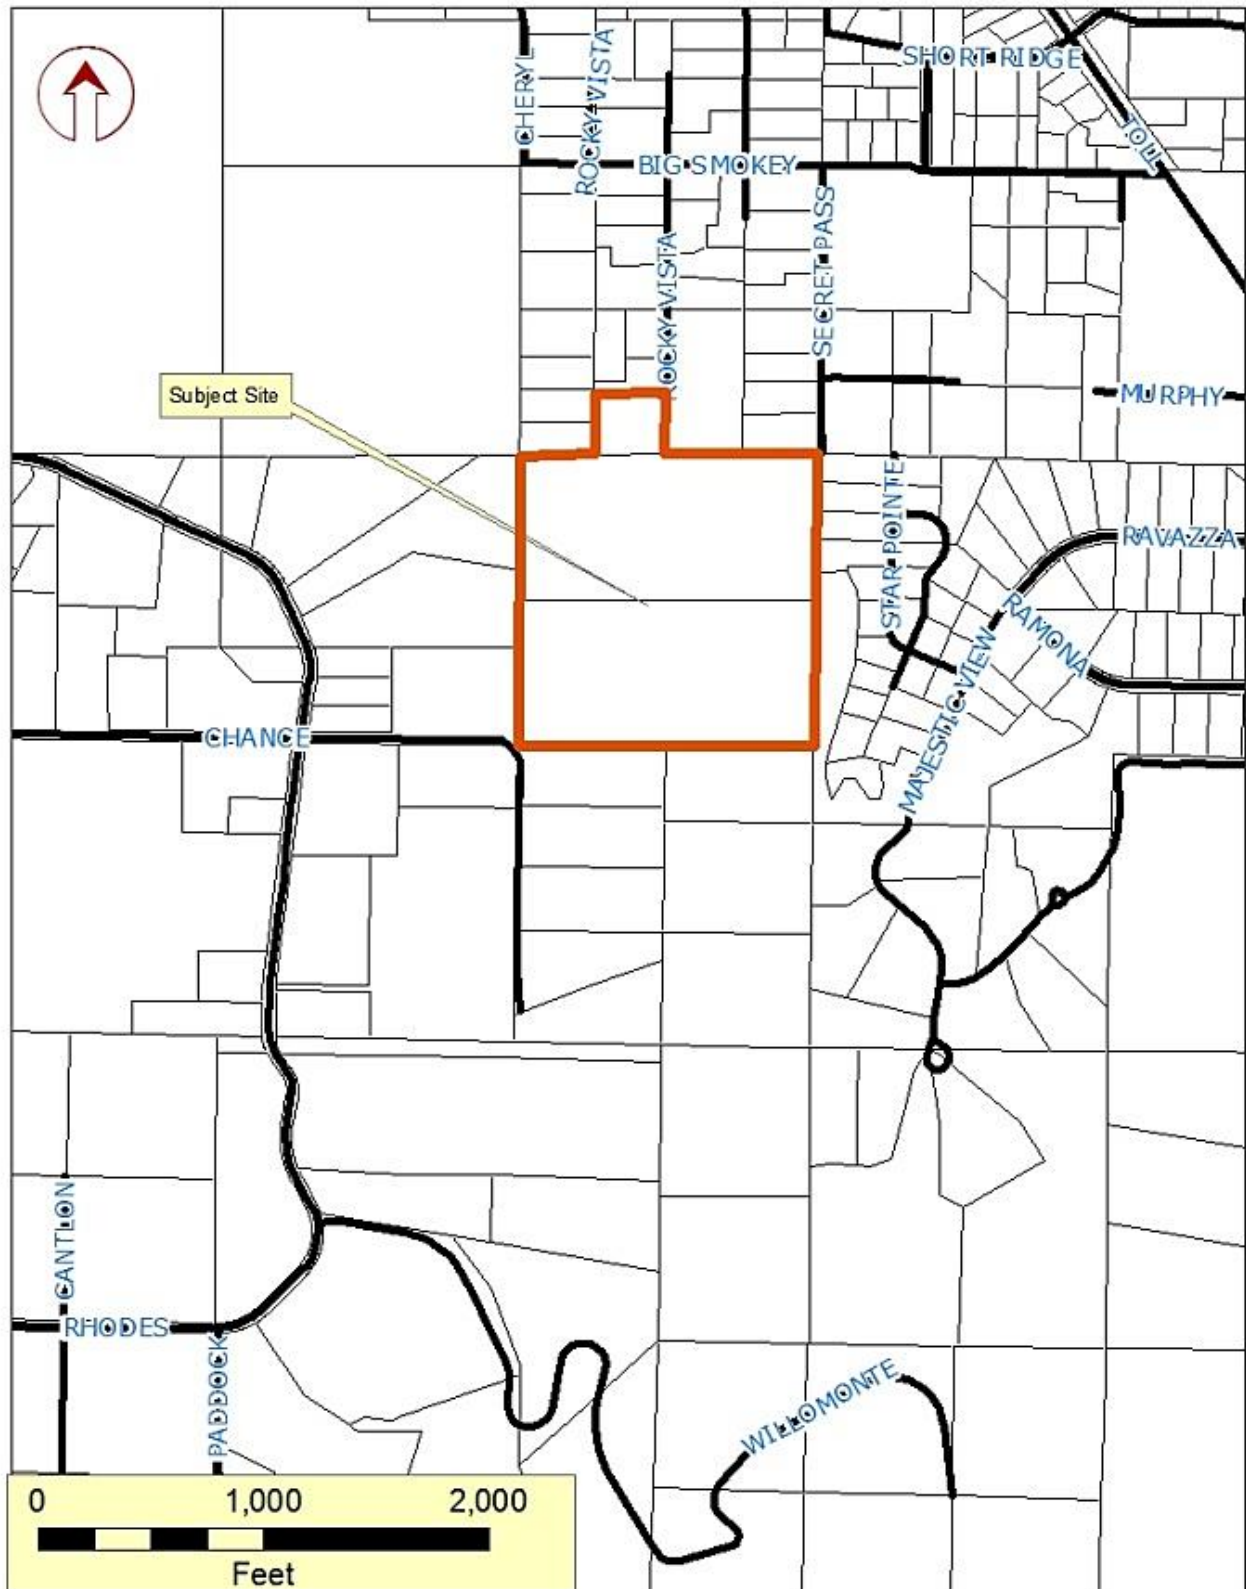 SHORT RIDGE
CHERYL
ROCKY VISTA
TOLL
BIG SMOKEY
SECRET PASS
ROCKY VISTA
Subject Site
MURPHY
STAR POINTE
RAVAZZA
RAMONA
MAJESTIC VIEW
CHANCE
CANTLON
RHODES
PADDOCK
WILLOMONTE
0 1,000 2,000
Feet